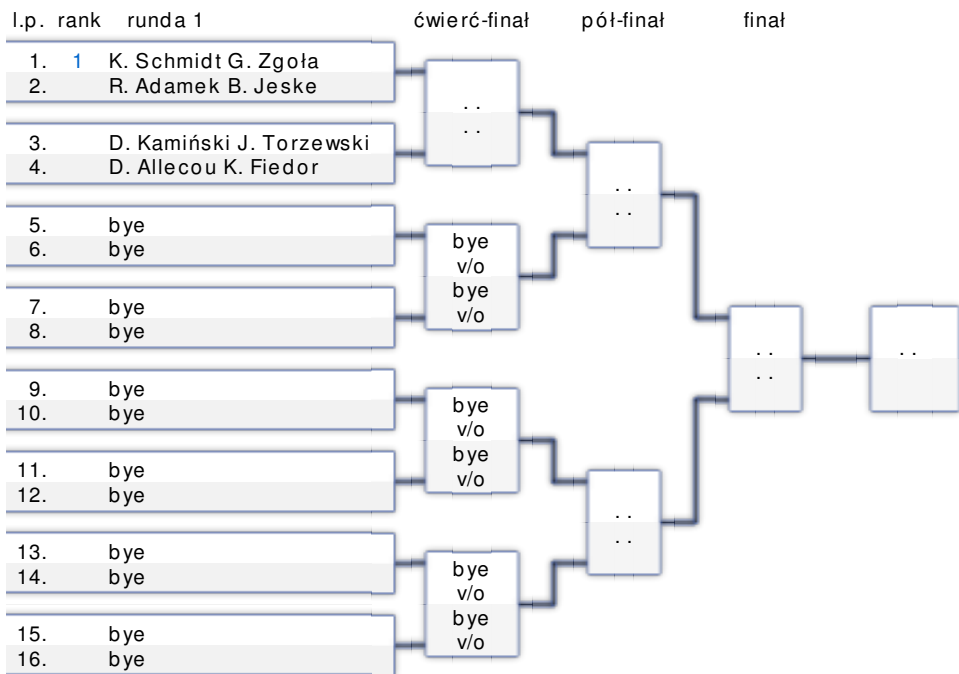 l.p. rank runda 1 ćwierć-finał pół-finał finał
1. 1 K. Schmidt G. Zgoła
2. R. Adamek B. Jeske
. .
. .
3. D. Kamiński J. Torzewski
4. D. Allecou K. Fiedor
. .
. .
5. bye
6. bye
bye
v/o
bye
v/o
7. bye
8. bye
. .
. .
. .
9. bye
10. bye
bye
v/o
bye
v/o
11. bye
12. bye
. .
. .
13. bye
14. bye
bye
v/o
bye
v/o
15. bye
16. bye